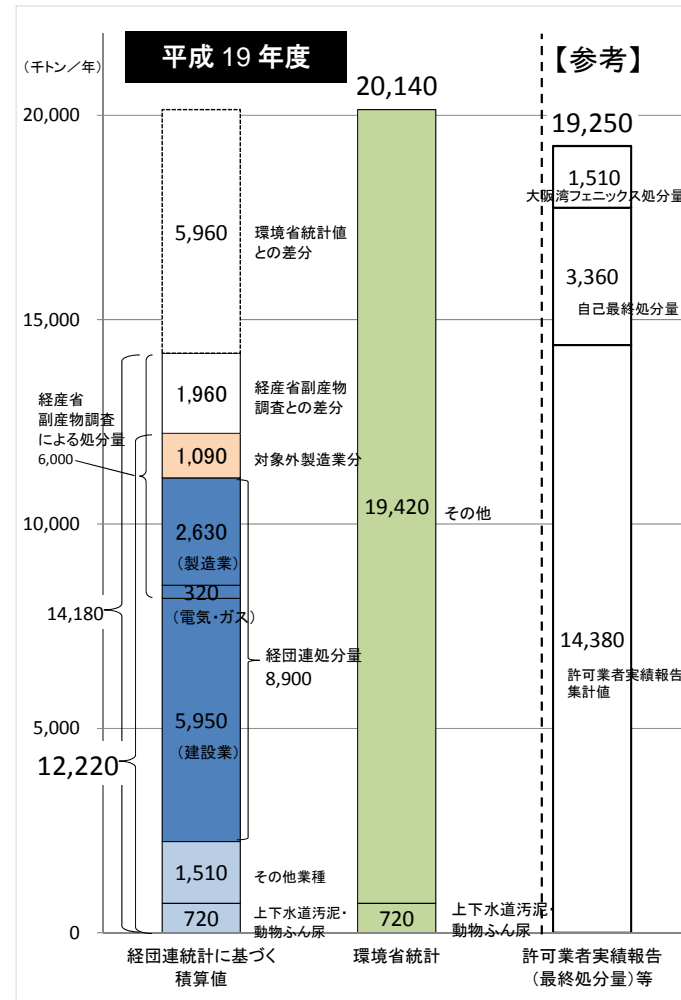 平成 19 年度
(千トン/年)
【参考】
20,140
19,250
20,000
15,000
10,000
5,000
0
5,960
環境省統計値
との差分
1,960
経産省副産物
調査との差分
経産省
副産物調査
による処分量
6,000
1,090
対象外製造業分
2,630
(製造業)
320
(電気・ガス)
14,180
経団連処分量
8,900
5,950
(建設業)
12,220
1,510
その他業種
720
上下水道汚泥・
動物ふん尿
経団連統計に基づく
積算値
19,420
その他
720
上下水道汚泥・
動物ふん尿
環境省統計
1,510
大阪湾フェニックス処分量
3,360
自己最終処分量
14,380
許可業者実績報告
集計値
許可業者実績報告
(最終処分量)等